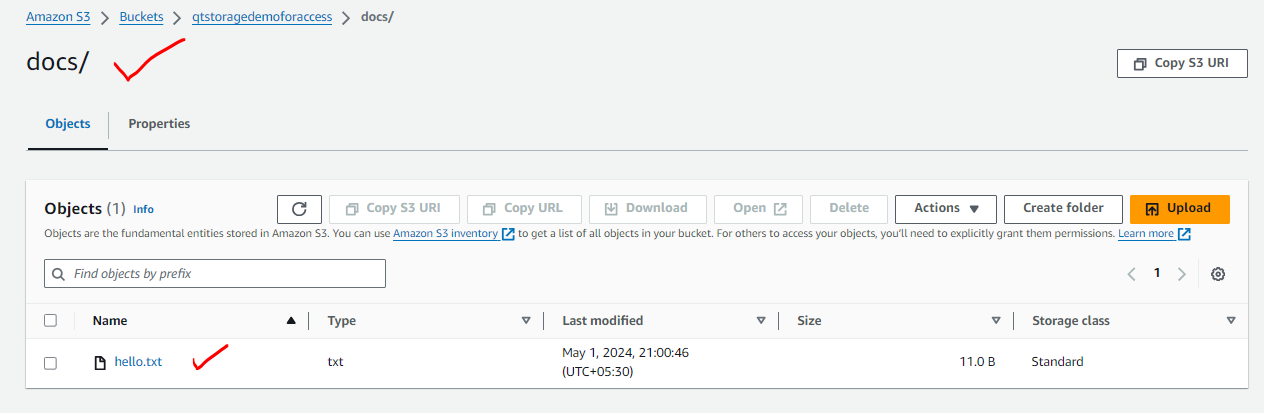 Amazon S3 > Buckets > qtstoragedemoforaccess > docs/
docs/
Copy S3 URI
Objects Properties
Objects (1) Info Copy S3 URI Copy URL Download Open Delete Actions Create folder Upload
Objects are the fundamental entities stored in Amazon S3. You can use Amazon S3 inventory to get a list of all objects in your bucket. For others to access your objects, you'll need to explicitly grant them permissions. Learn more
Find objects by prefix
1
Name Type Last modified Size Storage class
hello.txt txt May 1, 2024, 21:00:46 11.0 B Standard
(UTC+05:30)